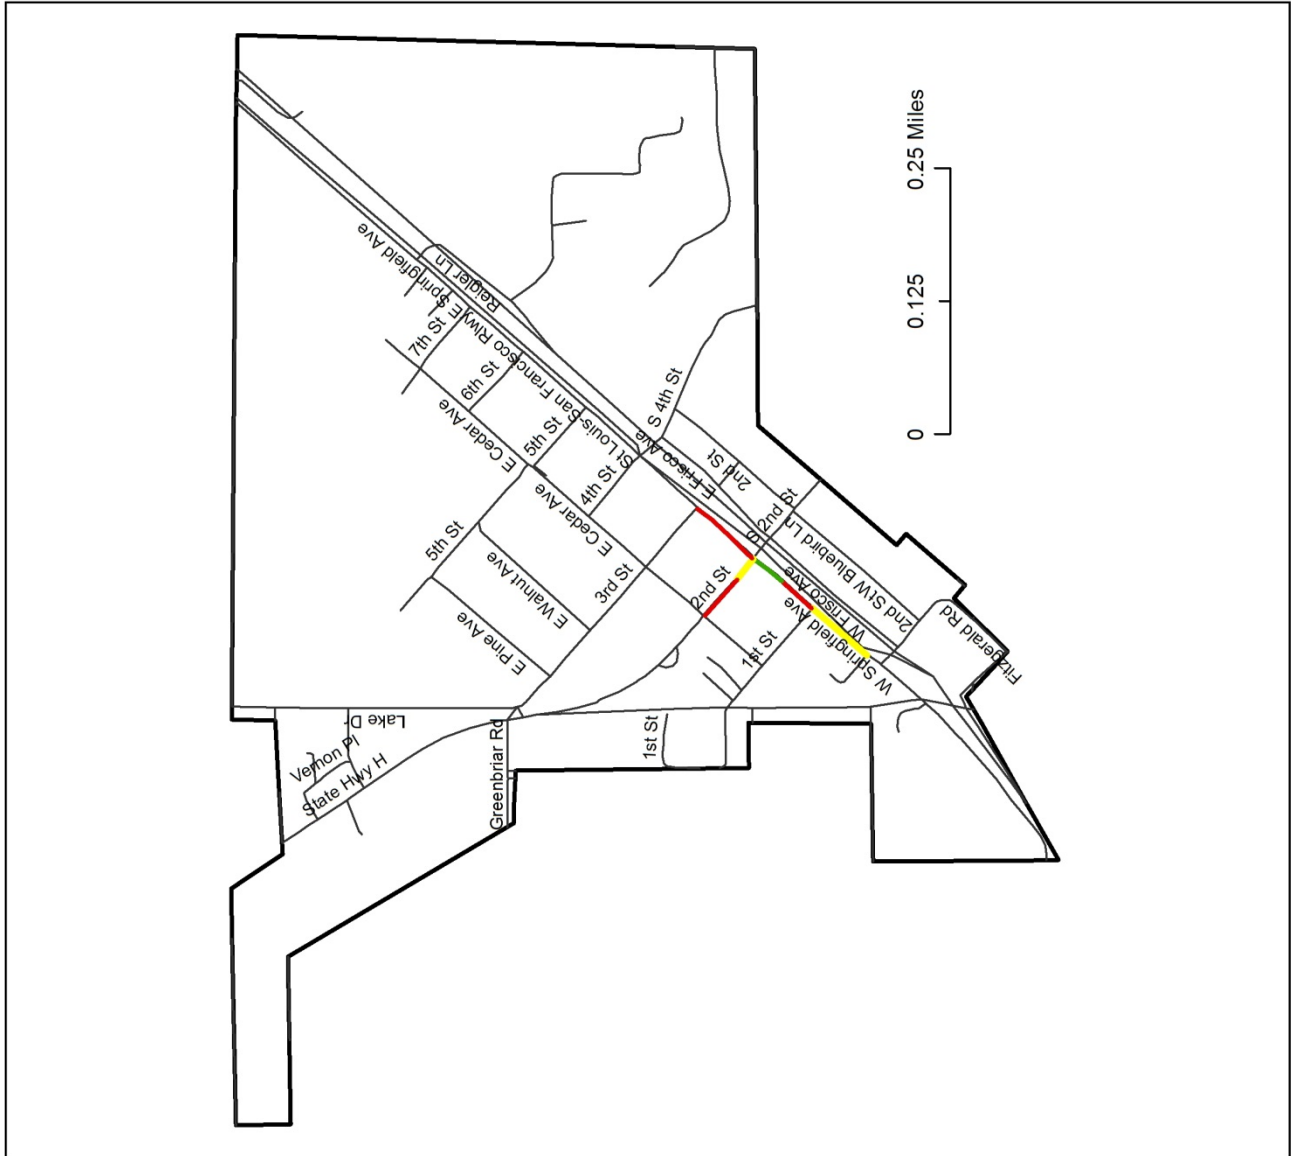 0.25 Miles
0.125
0
E Springfield Ave
Reigler Ln
St Louis-San Francisco Rlwy
7th St
6th St
5th St
4th St
E Cedar Ave
E Cedar Ave
S 4th St
E Frisco Ave
2nd St
S 2nd St
5th St
E Walnut Ave
E Pine Ave
3rd St
2nd St
1st St
W Bluebird Ln
2nd St
W Frisco Ave
W Springfield Ave
Fitzgerald Rd
Lake Dr
Vernon Pl
State Hwy H
Greenbriar Rd
1st St